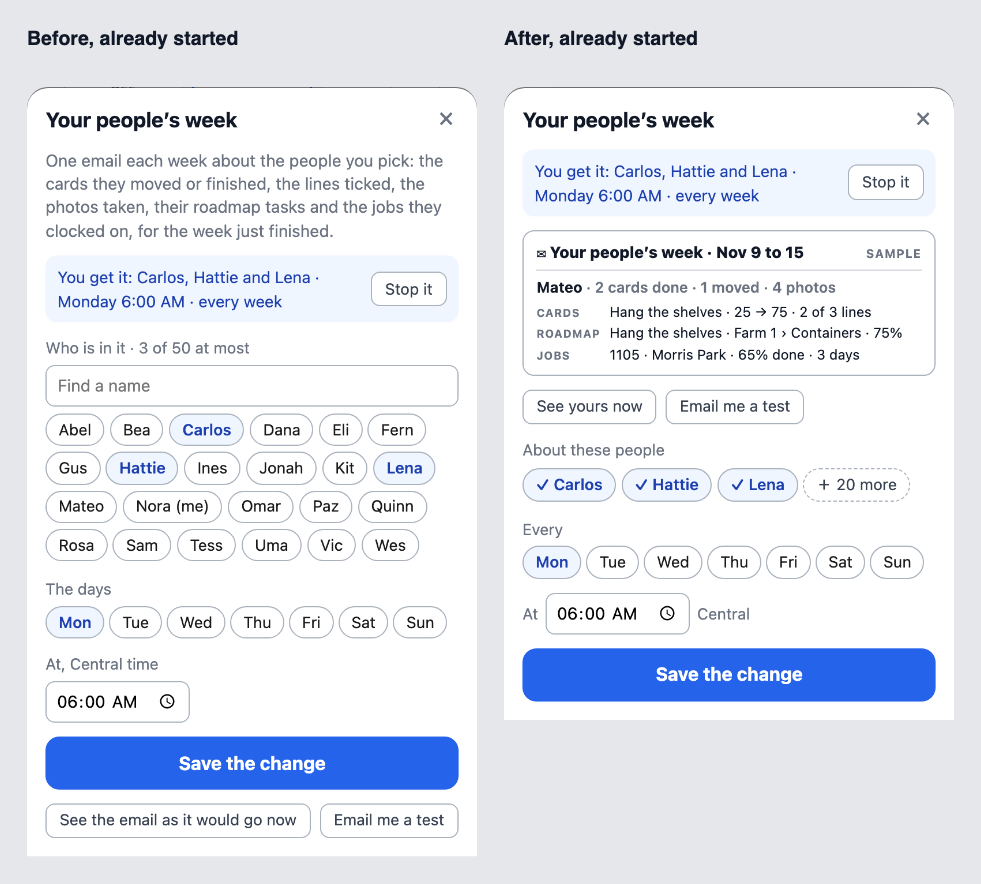 Before, already started
Your people's week
One email each week about the people you pick: the
cards they moved or finished, the lines ticked, the
photos taken, their roadmap tasks and the jobs they
clocked on, for the week just finished.
You get it: Carlos, Hattie and Lena ·
Monday 6:00 AM · every week
Stop it
Who is in it · 3 of 50 at most
Find a name
Abel Bea Carlos Dana Eli Fern
Gus Hattie Ines Jonah Kit Lena
Mateo Nora (me) Omar Paz Quinn
Rosa Sam Tess Uma Vic Wes
The days
Mon Tue Wed Thu Fri Sat Sun
At, Central time
06:00 AM
Save the change
See the email as it would go now Email me a test
After, already started
Your people's week
You get it: Carlos, Hattie and Lena ·
Monday 6:00 AM · every week
Stop it
✉ Your people's week · Nov 9 to 15 SAMPLE
Mateo · 2 cards done · 1 moved · 4 photos
CARDS Hang the shelves · 25 → 75 · 2 of 3 lines
ROADMAP Hang the shelves · Farm 1 › Containers · 75%
JOBS 1105 · Morris Park · 65% done · 3 days
See yours now Email me a test
About these people
✓ Carlos ✓ Hattie ✓ Lena + 20 more
Every
Mon Tue Wed Thu Fri Sat Sun
At 06:00 AM Central
Save the change